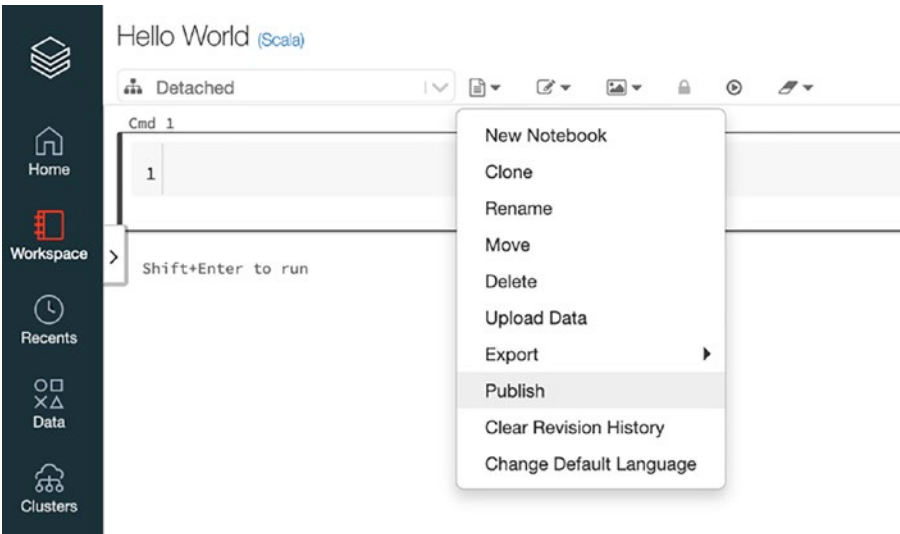 Hello World (Scala)
Detached
Cmd 1
1
Shift+Enter to run
Home
Workspace
Recents
Data
Clusters
New Notebook
Clone
Rename
Move
Delete
Upload Data
Export
Publish
Clear Revision History
Change Default Language